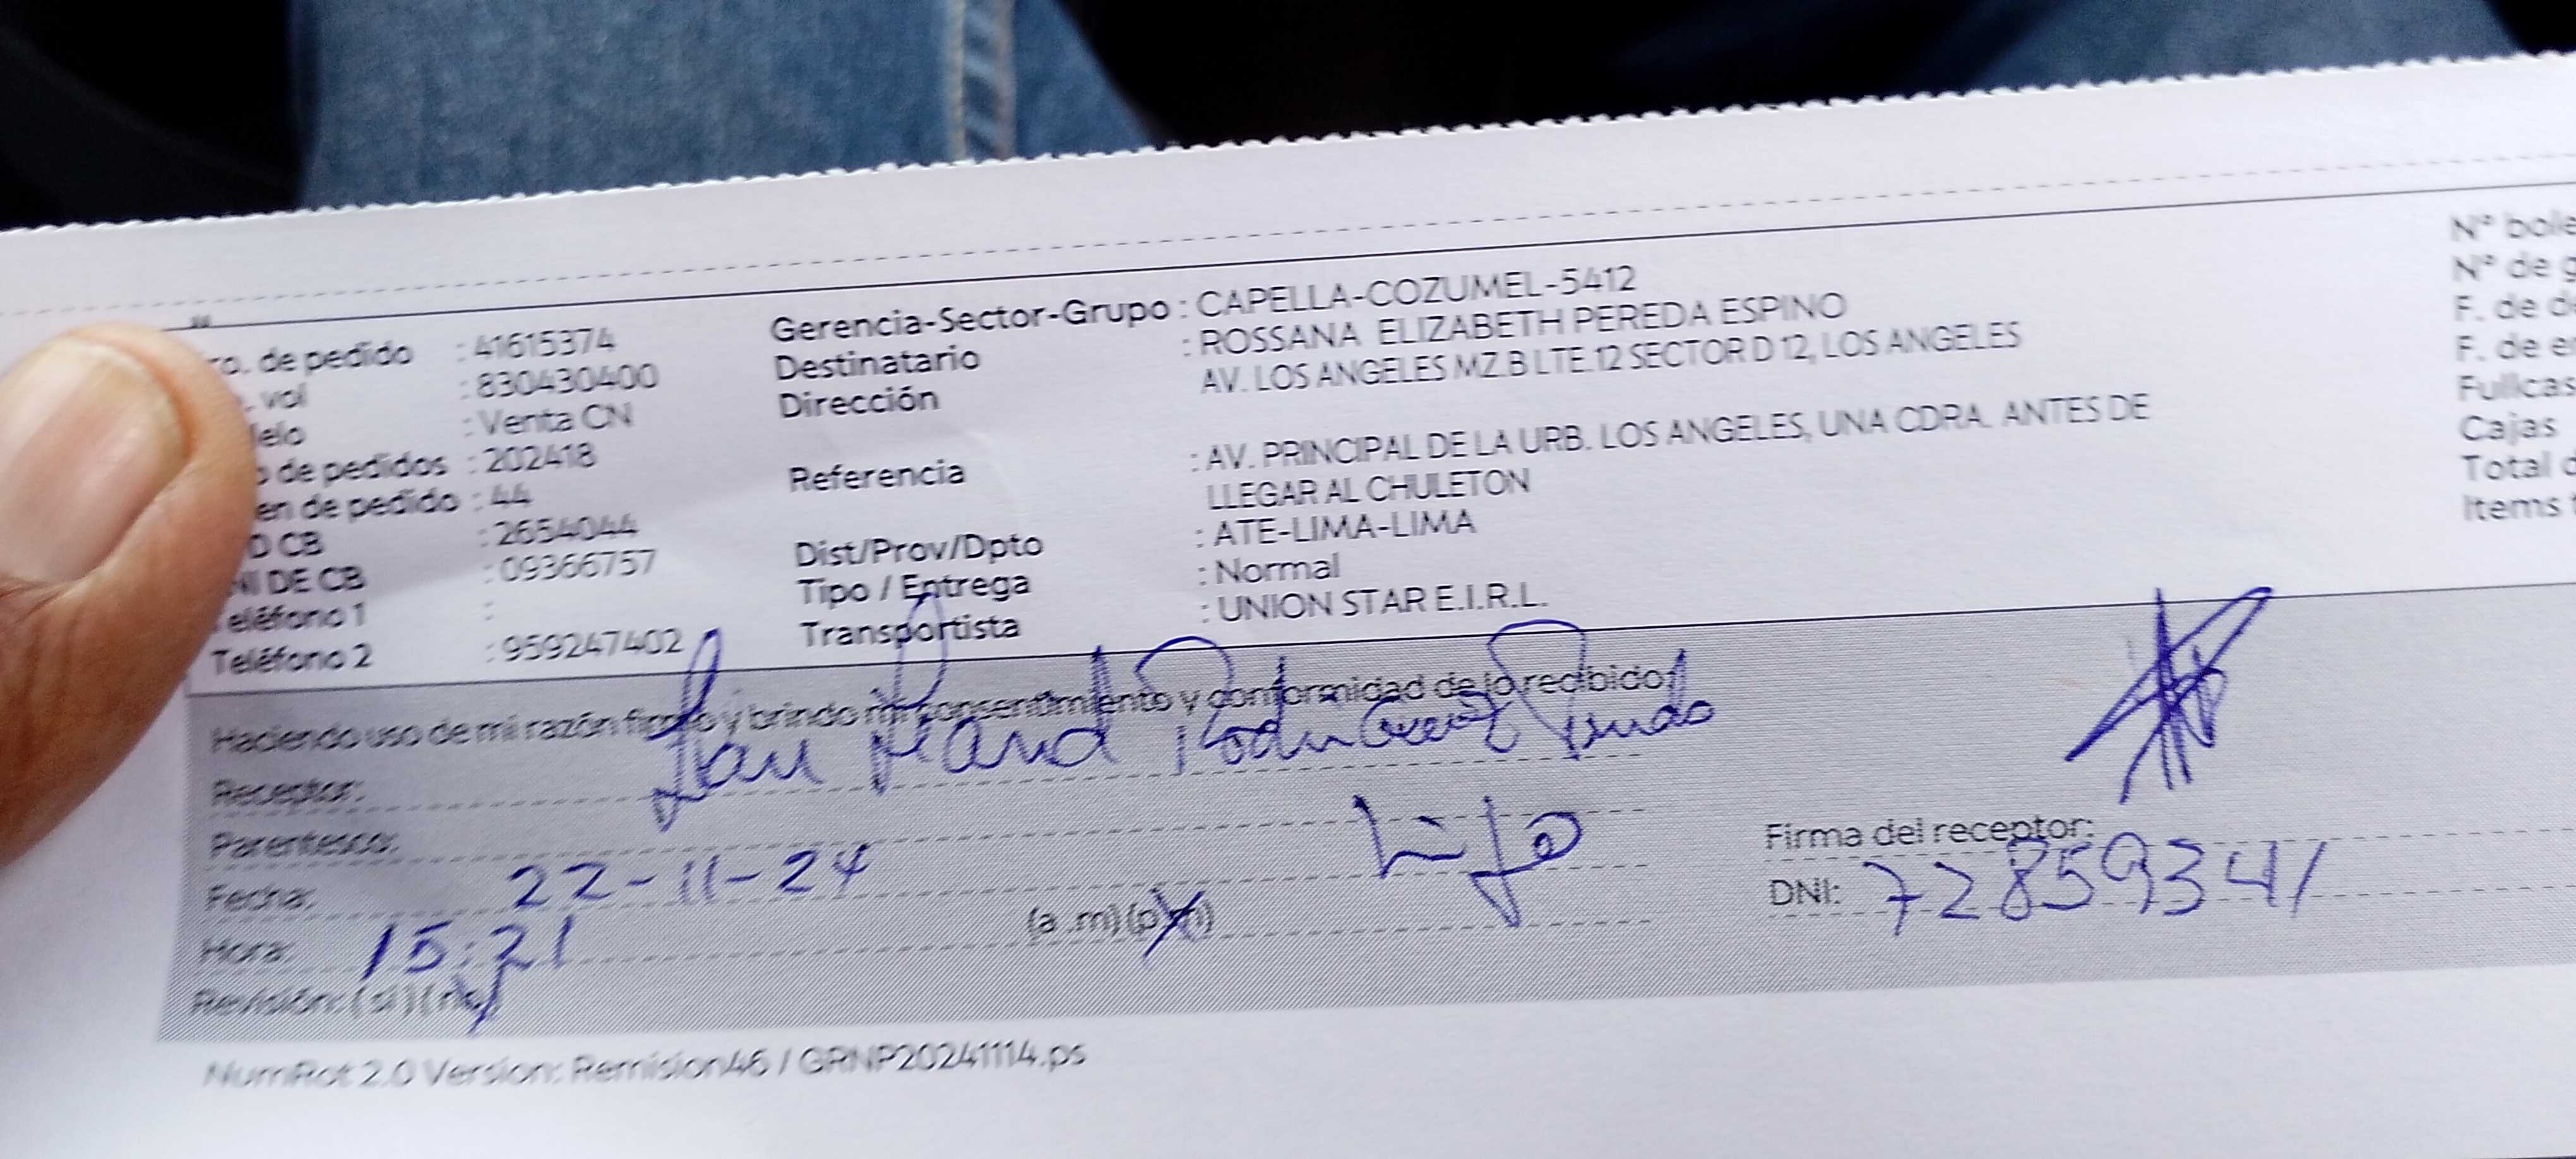 ro. de pedido : 41615374
. vol : 830430400
delo : Venta CN
o de pedidos : 202418
en de pedido : 44
D CB : 2654044
NI DE CB : 09366757
Teléfono 1 :
Teléfono 2 : 959247402
Gerencia-Sector-Grupo : CAPELLA-COZUMEL-5412
Destinatario : ROSSANA ELIZABETH PEREDA ESPINO
Dirección AV. LOS ANGELES MZ.B LTE.12 SECTOR D 12, LOS ANGELES
Referencia : AV. PRINCIPAL DE LA URB. LOS ANGELES, UNA CDRA. ANTES DE
LLEGAR AL CHULETON
Dist/Prov/Dpto : ATE-LIMA-LIMA
Tipo / Entrega : Normal
Transportista : UNION STAR E.I.R.L.
N° bole
N° de g
F. de d
F. de e
Fullcas
Cajas
Total d
Items
Haciendo uso de mi razón firmo y brindo mi consentimiento y conformidad de lo recibido:
Receptor:
Parentesco: hijo
Fecha: 22-11-24
Hora: 15:21 (a .m) (p.m)
Revisión: (si) (no)
Firma del receptor:
DNI: 72859341
NumRot 2.0 Version: Remision46 / GRNP20241114.ps